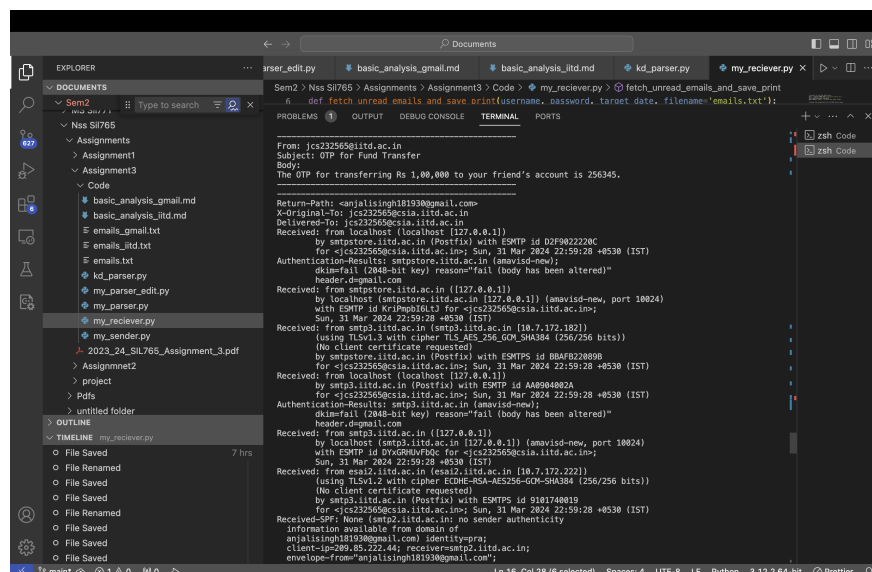 Documents
EXPLORER
rser_edit.py
basic_analysis_gmail.md
basic_analysis_iitd.md
kd_parser.py
my_reciever.py
DOCUMENTS
Sem2
Type to search
Nss Sil765
Assignments
Assignment1
Assignment3
Code
basic_analysis_gmail.md
basic_analysis_iitd.md
emails_gmail.txt
emails_iitd.txt
emails.txt
kd_parser.py
my_parser_edit.py
my_parser.py
my_reciever.py
my_sender.py
2023_24_SIL765_Assignment_3.pdf
Assignmnet2
project
Pdfs
untitled folder
OUTLINE
TIMELINE my_reciever.py
File Saved 7 hrs
File Renamed
File Saved
File Saved
File Renamed
File Saved
File Saved
File Saved
627
6
Sem2 > Nss Sil765 > Assignments > Assignment3 > Code > my_reciever.py > fetch_unread_emails_and_save_print
6 def fetch_unread_emails_and_save_print(username, password, target_date, filename='emails.txt'):
PROBLEMS 1 OUTPUT DEBUG CONSOLE TERMINAL PORTS
zsh Code
zsh Code
--------------------------------------------------
From: jcs232565@iitd.ac.in
Subject: OTP for Fund Transfer
Body:
The OTP for transferring Rs 1,00,000 to your friend's account is 256345.
--------------------------------------------------
--------------------------------------------------
Return-Path: <anjalisingh181930@gmail.com>
X-Original-To: jcs232565@csia.iitd.ac.in
Delivered-To: jcs232565@csia.iitd.ac.in
Received: from localhost (localhost [127.0.0.1])
by smtpstore.iitd.ac.in (Postfix) with ESMTP id D2F9022220C
for <jcs232565@csia.iitd.ac.in>; Sun, 31 Mar 2024 22:59:28 +0530 (IST)
Authentication-Results: smtpstore.iitd.ac.in (amavisd-new);
dkim=fail (2048-bit key) reason="fail (body has been altered)"
header.d=gmail.com
Received: from smtpstore.iitd.ac.in ([127.0.0.1])
by localhost (smtpstore.iitd.ac.in [127.0.0.1]) (amavisd-new, port 10024)
with ESMTP id KriPmpbI6LtJ for <jcs232565@csia.iitd.ac.in>;
Sun, 31 Mar 2024 22:59:28 +0530 (IST)
Received: from smtp3.iitd.ac.in (smtp3.iitd.ac.in [10.7.172.182])
(using TLSv1.3 with cipher TLS_AES_256_GCM_SHA384 (256/256 bits))
(No client certificate requested)
by smtpstore.iitd.ac.in (Postfix) with ESMTPS id BBAFB22089B
for <jcs232565@csia.iitd.ac.in>; Sun, 31 Mar 2024 22:59:28 +0530 (IST)
Received: from localhost (localhost [127.0.0.1])
by smtp3.iitd.ac.in (Postfix) with ESMTP id AA0904002A
for <jcs232565@csia.iitd.ac.in>; Sun, 31 Mar 2024 22:59:28 +0530 (IST)
Authentication-Results: smtp3.iitd.ac.in (amavisd-new);
dkim=fail (2048-bit key) reason="fail (body has been altered)"
header.d=gmail.com
Received: from smtp3.iitd.ac.in ([127.0.0.1])
by localhost (smtp3.iitd.ac.in [127.0.0.1]) (amavisd-new, port 10024)
with ESMTP id DYxGRHUvFbQc for <jcs232565@csia.iitd.ac.in>;
Sun, 31 Mar 2024 22:59:28 +0530 (IST)
Received: from esai2.iitd.ac.in (esai2.iitd.ac.in [10.7.172.222])
(using TLSv1.2 with cipher ECDHE-RSA-AES256-GCM-SHA384 (256/256 bits))
(No client certificate requested)
by smtp3.iitd.ac.in (Postfix) with ESMTPS id 9101740019
for <jcs232565@csia.iitd.ac.in>; Sun, 31 Mar 2024 22:59:28 +0530 (IST)
Received-SPF: None (smtp2.iitd.ac.in: no sender authenticity
information available from domain of
anjalisingh181930@gmail.com) identity=pra;
client-ip=209.85.222.44; receiver=smtp2.iitd.ac.in;
envelope-from="anjalisingh181930@gmail.com";